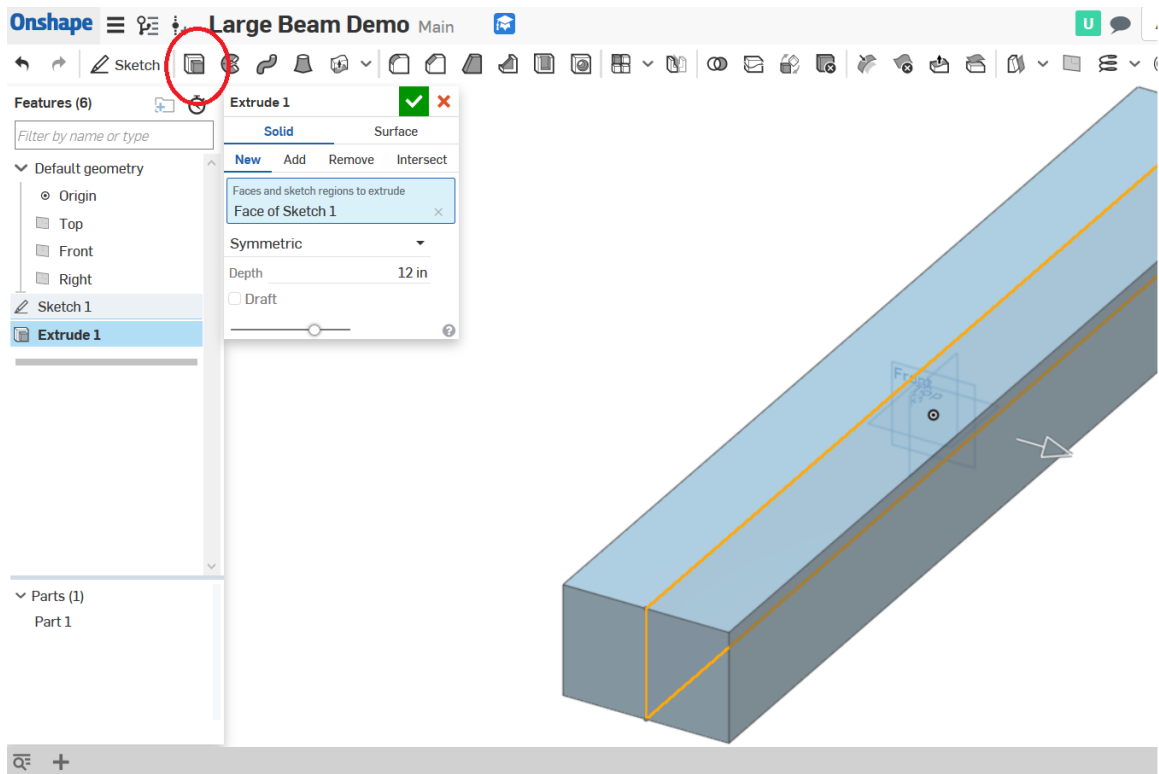 Onshape Large Beam Demo Main U
Sketch
Features (6)
Filter by name or type
Default geometry
Origin
Top
Front
Right
Sketch 1
Extrude 1
Parts (1)
Part 1
Extrude 1
Solid Surface
New Add Remove Intersect
Faces and sketch regions to extrude
Face of Sketch 1
Symmetric
Depth 12 in
Draft
Front